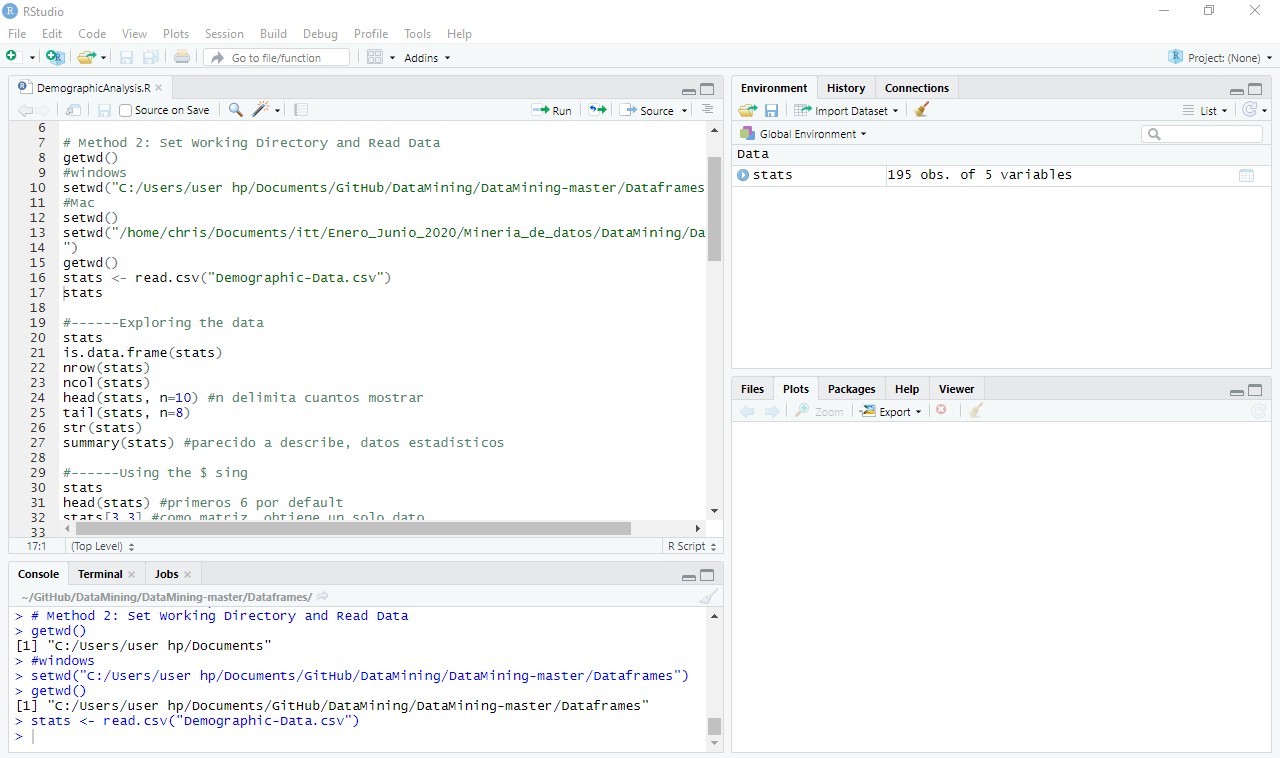 RStudio
File Edit Code View Plots Session Build Debug Profile Tools Help
Go to file/function Addins Project: (None)
DemographicAnalysis.R
Source on Save Run Source
6
7 # Method 2: Set Working Directory and Read Data
8 getwd()
9 #windows
10 setwd("C:/Users/user hp/Documents/GitHub/DataMining/DataMining-master/Dataframes
11 #Mac
12 setwd()
13 setwd("/home/chris/Documents/itt/Enero_Junio_2020/Mineria_de_datos/DataMining/Da
14 ")
15 getwd()
16 stats <- read.csv("Demographic-Data.csv")
17 stats
18
19 #------Exploring the data
20 stats
21 is.data.frame(stats)
22 nrow(stats)
23 ncol(stats)
24 head(stats, n=10) #n delimita cuantos mostrar
25 tail(stats, n=8)
26 str(stats)
27 summary(stats) #parecido a describe, datos estadisticos
28
29 #------Using the $ sing
30 stats
31 head(stats) #primeros 6 por default
32 stats[3,3] #como matriz, obtiene un solo dato
33
17:1 (Top Level) R Script
Console Terminal Jobs
~/GitHub/DataMining/DataMining-master/Dataframes/
> # Method 2: Set Working Directory and Read Data
> getwd()
[1] "C:/Users/user hp/Documents"
> #windows
> setwd("C:/Users/user hp/Documents/GitHub/DataMining/DataMining-master/Dataframes")
> getwd()
[1] "C:/Users/user hp/Documents/GitHub/DataMining/DataMining-master/Dataframes"
> stats <- read.csv("Demographic-Data.csv")
>
Environment History Connections
Import Dataset List
Global Environment
Data
stats 195 obs. of 5 variables
Files Plots Packages Help Viewer
Zoom Export